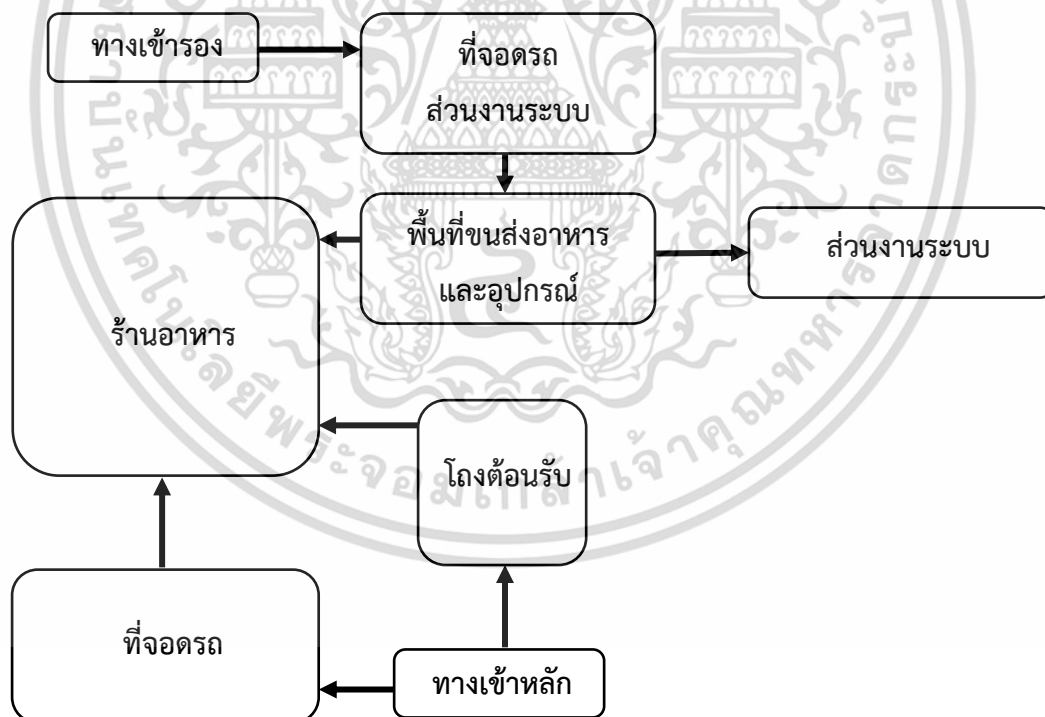 ทางเข้ารอง
ที่จอดรถ
ส่วนงานระบบ
พื้นที่ขนส่งอาหาร
และอุปกรณ์
ส่วนงานระบบ
ร้านอาหาร
โถงต้อนรับ
ที่จอดรถ
ทางเข้าหลัก